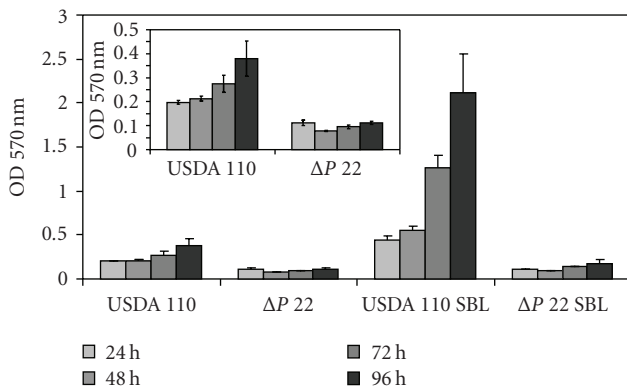 3
2.5
2
1.5
1
0.5
0
OD 570 nm
0.5
0.4
0.3
0.2
0.1
0
OD 570 nm
USDA 110
ΔP 22
USDA 110
ΔP 22
USDA 110 SBL
ΔP 22 SBL
24 h
72 h
48 h
96 h